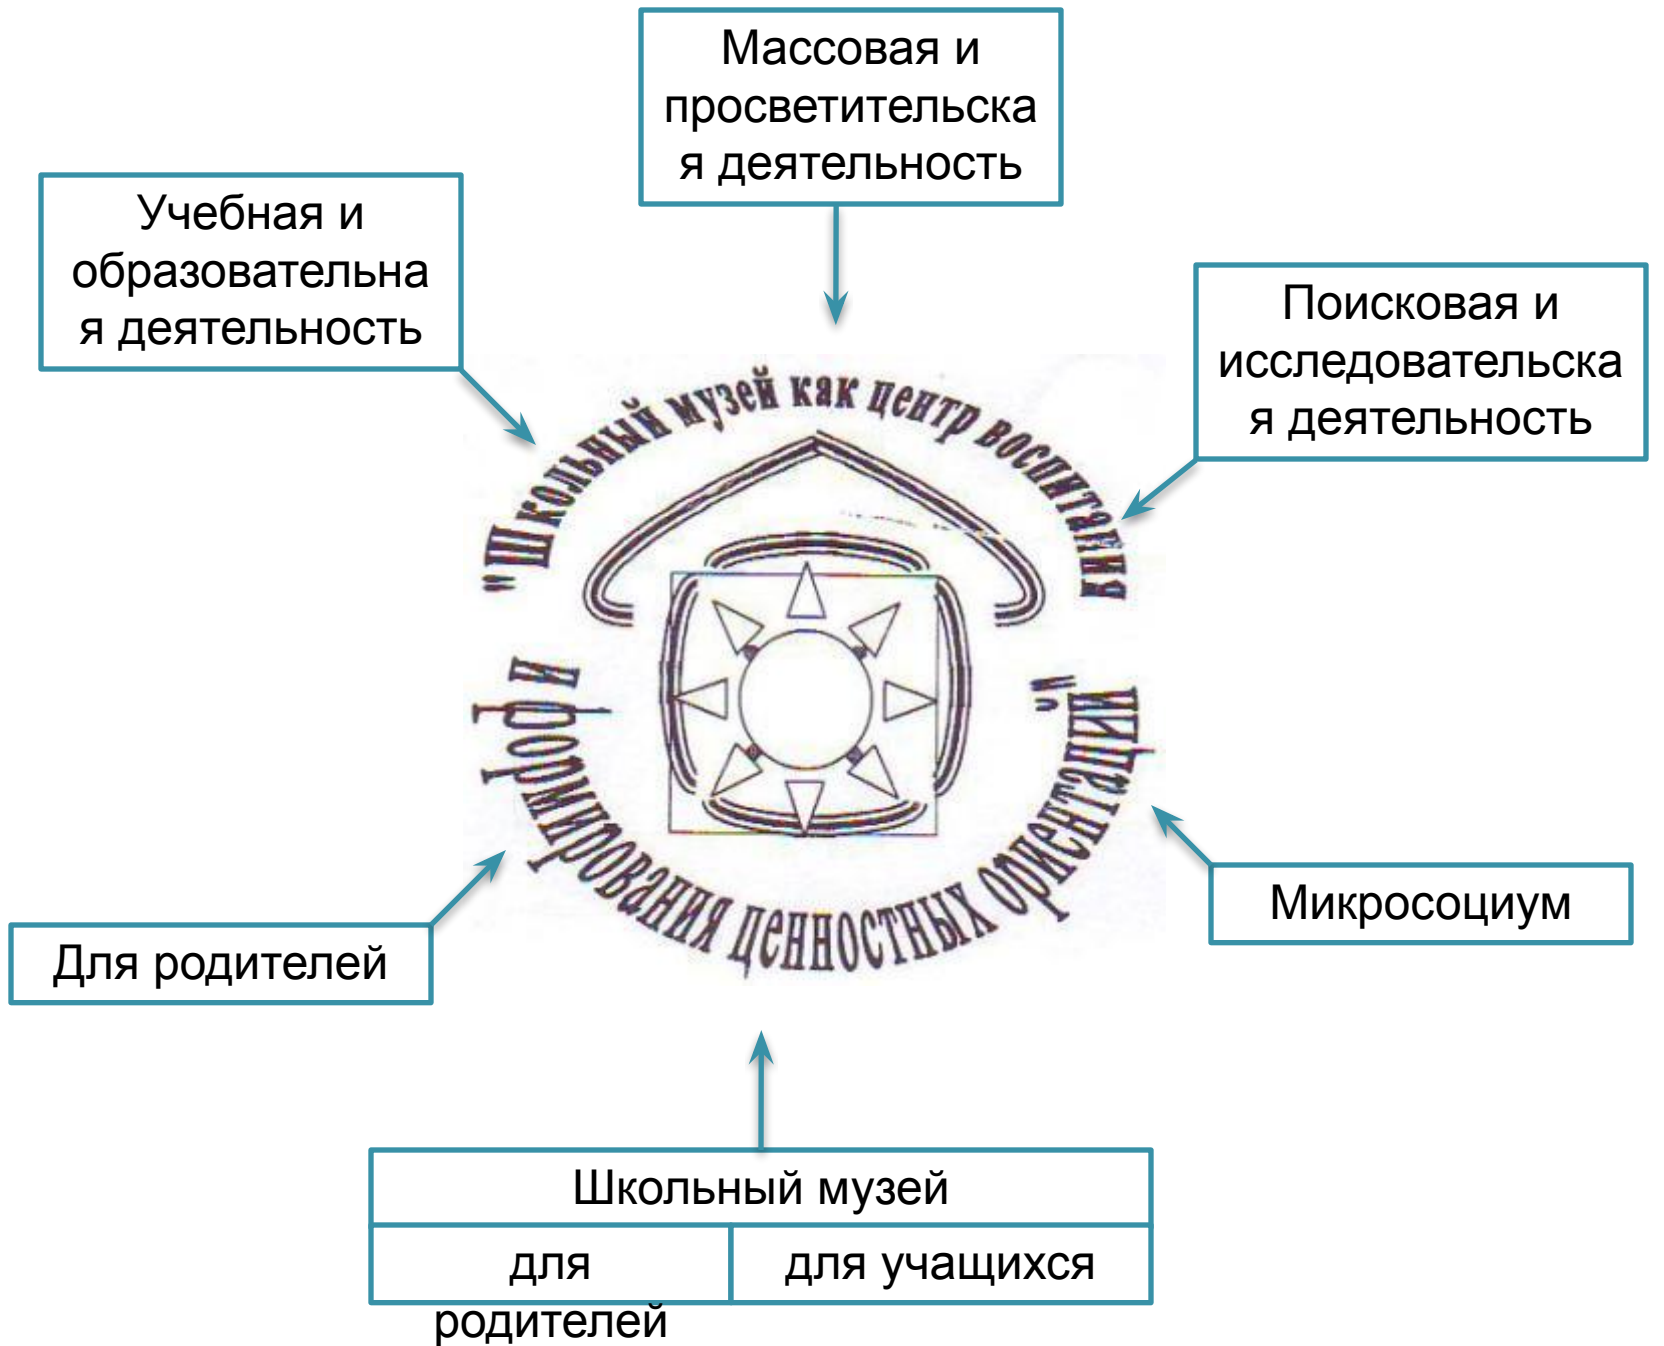 Массовая и
просветительска
я деятельность
Учебная и
образовательна
я деятельность
Поисковая и
исследовательска
я деятельность
"Школьный музей как центр воспитания
и формирования ценностных ориентаций"
Для родителей
Микросоциум
Школьный музей
для
родителей
для учащихся